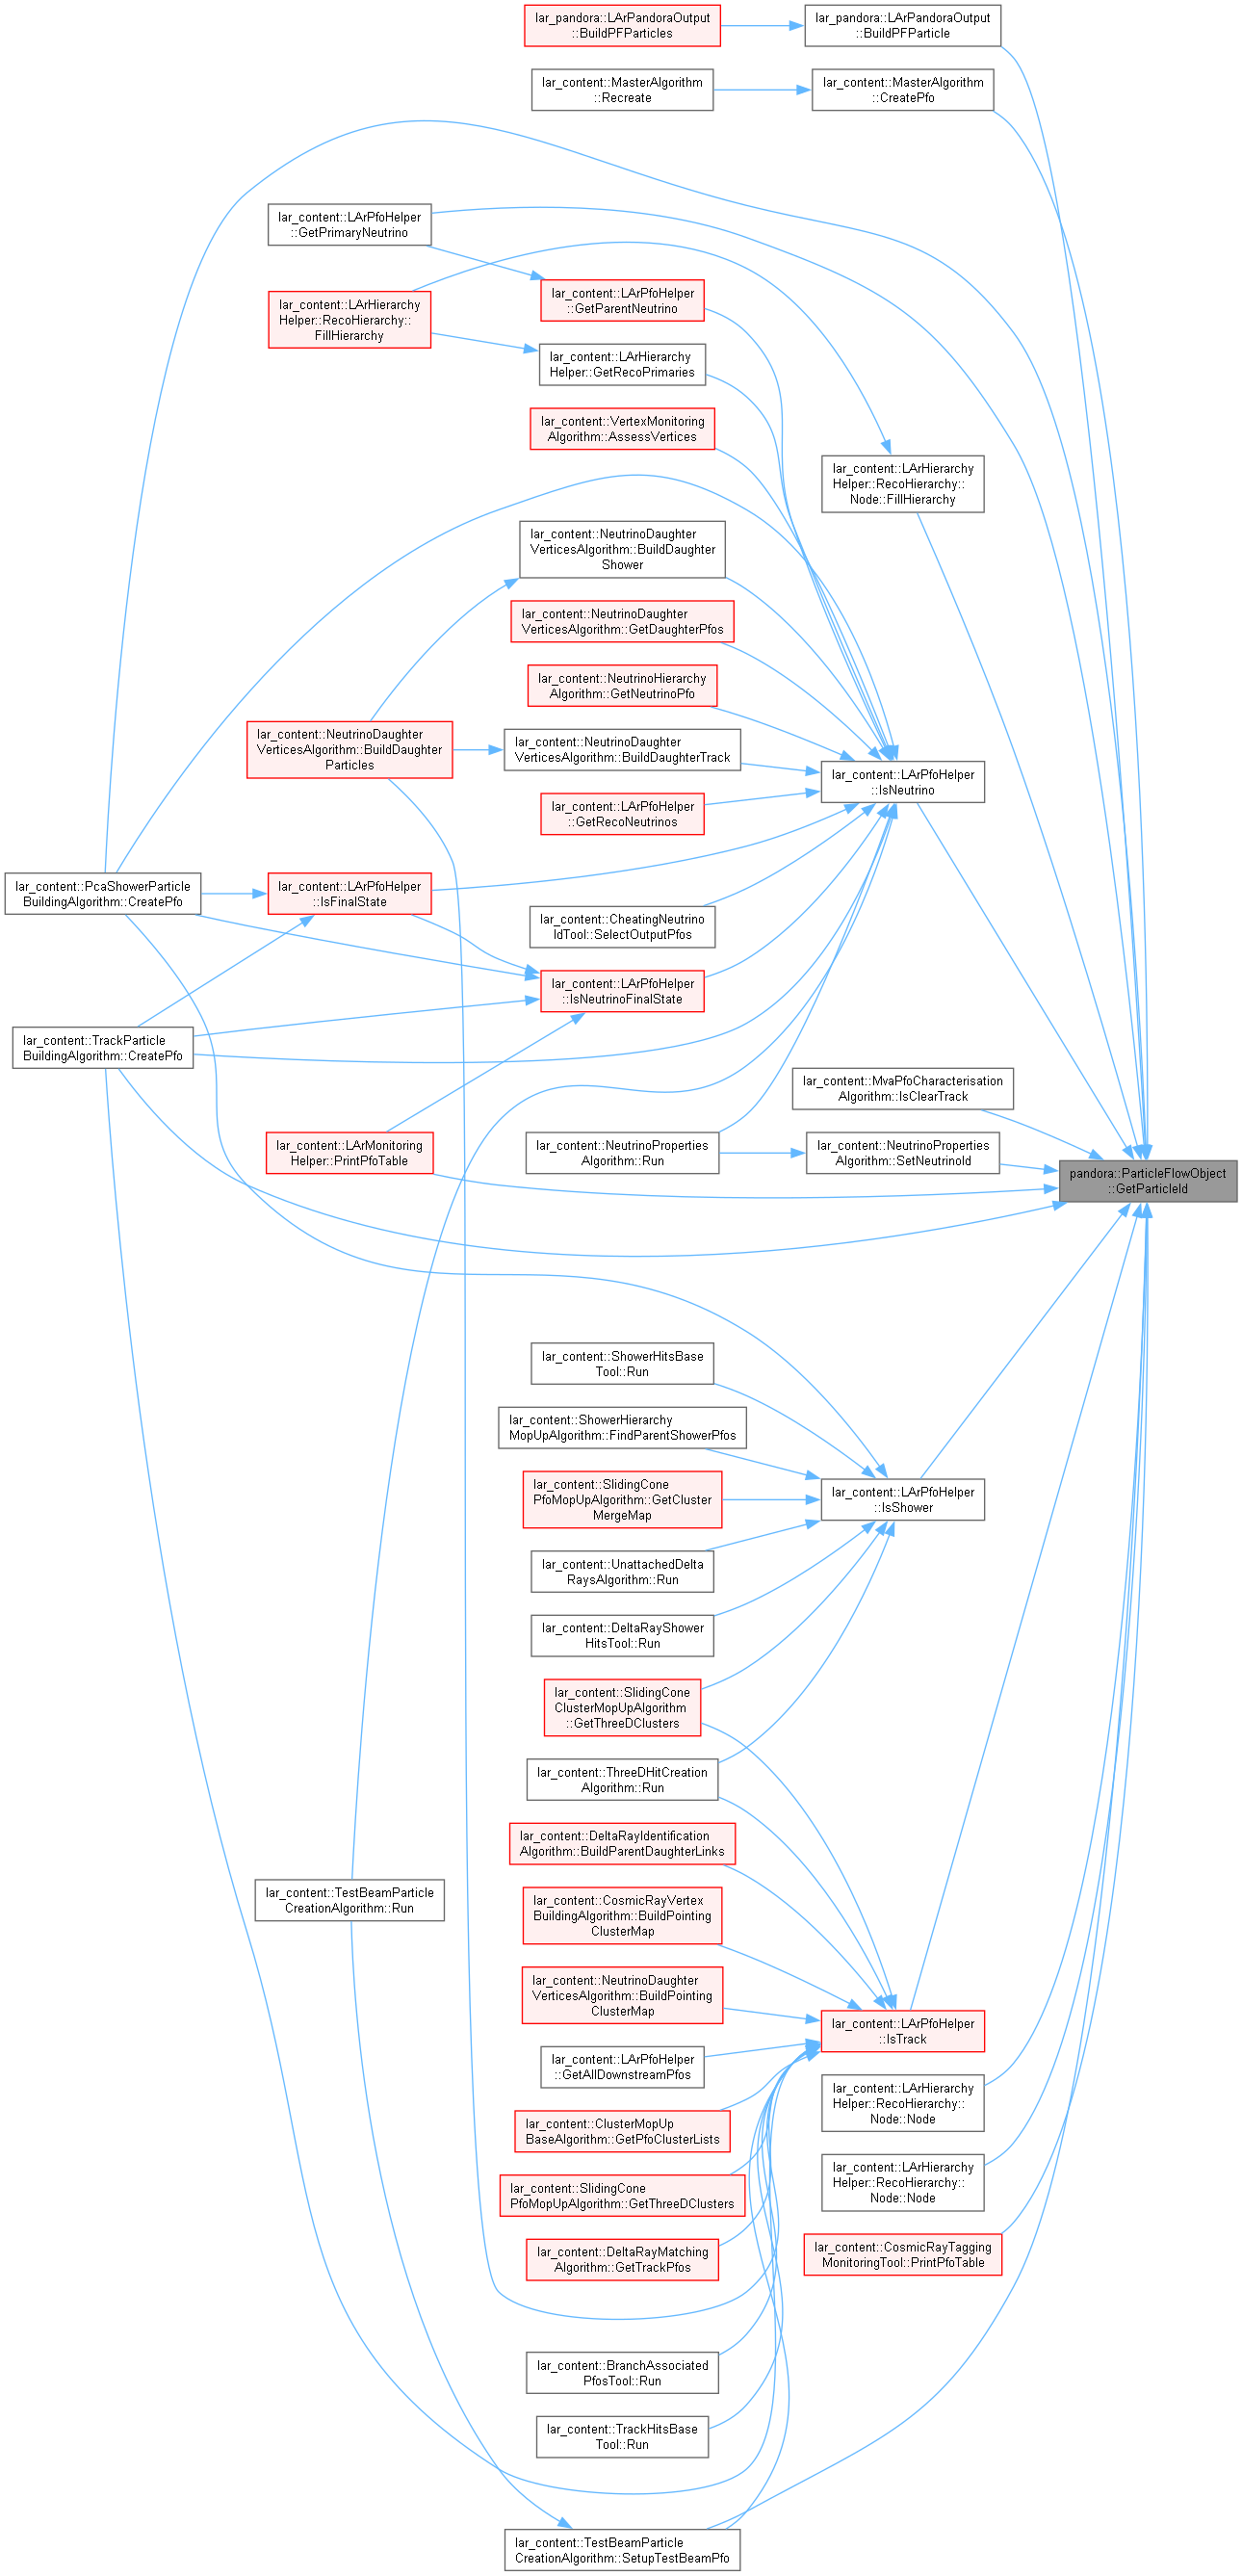 lar_pandora::LArPandoraOutput
::BuildPFParticles
lar_pandora::LArPandoraOutput
::BuildPFParticle
lar_content::MasterAlgorithm
::Recreate
lar_content::MasterAlgorithm
::CreatePfo
lar_content::LArPfoHelper
::GetPrimaryNeutrino
lar_content::LArPfoHelper
::GetParentNeutrino
lar_content::LArHierarchy
Helper::RecoHierarchy::
FillHierarchy
lar_content::LArHierarchy
Helper::GetRecoPrimaries
lar_content::VertexMonitoring
Algorithm::AssessVertices
lar_content::LArHierarchy
Helper::RecoHierarchy::
Node::FillHierarchy
lar_content::NeutrinoDaughter
VerticesAlgorithm::BuildDaughter
Shower
lar_content::NeutrinoDaughter
VerticesAlgorithm::GetDaughterPfos
lar_content::NeutrinoHierarchy
Algorithm::GetNeutrinoPfo
lar_content::NeutrinoDaughter
VerticesAlgorithm::BuildDaughter
Particles
lar_content::NeutrinoDaughter
VerticesAlgorithm::BuildDaughterTrack
lar_content::LArPfoHelper
::IsNeutrino
lar_content::LArPfoHelper
::GetRecoNeutrinos
lar_content::PcaShowerParticle
BuildingAlgorithm::CreatePfo
lar_content::LArPfoHelper
::IsFinalState
lar_content::CheatingNeutrino
IdTool::SelectOutputPfos
lar_content::LArPfoHelper
::IsNeutrinoFinalState
lar_content::TrackParticle
BuildingAlgorithm::CreatePfo
lar_content::MvaPfoCharacterisation
Algorithm::IsClearTrack
lar_content::LArMonitoring
Helper::PrintPfoTable
lar_content::NeutrinoProperties
Algorithm::Run
lar_content::NeutrinoProperties
Algorithm::SetNeutrinoId
pandora::ParticleFlowObject
::GetParticleId
lar_content::ShowerHitsBase
Tool::Run
lar_content::ShowerHierarchy
MopUpAlgorithm::FindParentShowerPfos
lar_content::SlidingCone
PfoMopUpAlgorithm::GetCluster
MergeMap
lar_content::LArPfoHelper
::IsShower
lar_content::UnattachedDelta
RaysAlgorithm::Run
lar_content::DeltaRayShower
HitsTool::Run
lar_content::SlidingCone
ClusterMopUpAlgorithm
::GetThreeDClusters
lar_content::ThreeDHitCreation
Algorithm::Run
lar_content::DeltaRayIdentification
Algorithm::BuildParentDaughterLinks
lar_content::TestBeamParticle
CreationAlgorithm::Run
lar_content::CosmicRayVertex
BuildingAlgorithm::BuildPointing
ClusterMap
lar_content::NeutrinoDaughter
VerticesAlgorithm::BuildPointing
ClusterMap
lar_content::LArPfoHelper
::IsTrack
lar_content::LArPfoHelper
::GetAllDownstreamPfos
lar_content::LArHierarchy
Helper::RecoHierarchy::
Node::Node
lar_content::ClusterMopUp
BaseAlgorithm::GetPfoClusterLists
lar_content::SlidingCone
PfoMopUpAlgorithm::GetThreeDClusters
lar_content::LArHierarchy
Helper::RecoHierarchy::
Node::Node
lar_content::DeltaRayMatching
Algorithm::GetTrackPfos
lar_content::CosmicRayTagging
MonitoringTool::PrintPfoTable
lar_content::BranchAssociated
PfosTool::Run
lar_content::TrackHitsBase
Tool::Run
lar_content::TestBeamParticle
CreationAlgorithm::SetupTestBeamPfo